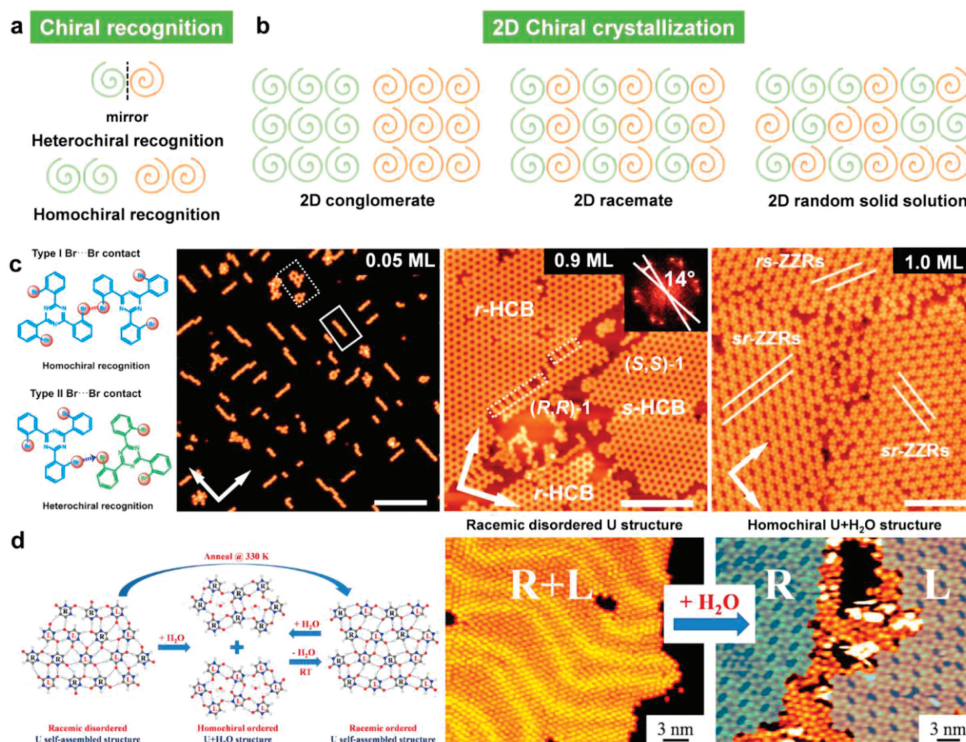 a Chiral recognition
mirror
Heterochiral recognition
Homochiral recognition
b 2D Chiral crystallization
2D conglomerate
2D racemate
2D random solid solution
c
Type I Br···Br contact
Homochiral recognition
Type II Br···Br contact
Heterochiral recognition
0.05 ML
0.9 ML
14°
r-HCB
(S,S)-1
(R,R)-1
s-HCB
r-HCB
1.0 ML
rs-ZZRs
sr-ZZRs
sr-ZZRs
d
Anneal @ 330 K
+ H₂O
+
+ H₂O
- H₂O
RT
Racemic disordered
U self-assembled structure
Homochiral ordered
U+H₂O structure
Racemic ordered
U self-assembled structure
Racemic disordered U structure
R+L
3 nm
+ H₂O
Homochiral U+H₂O structure
R
L
3 nm